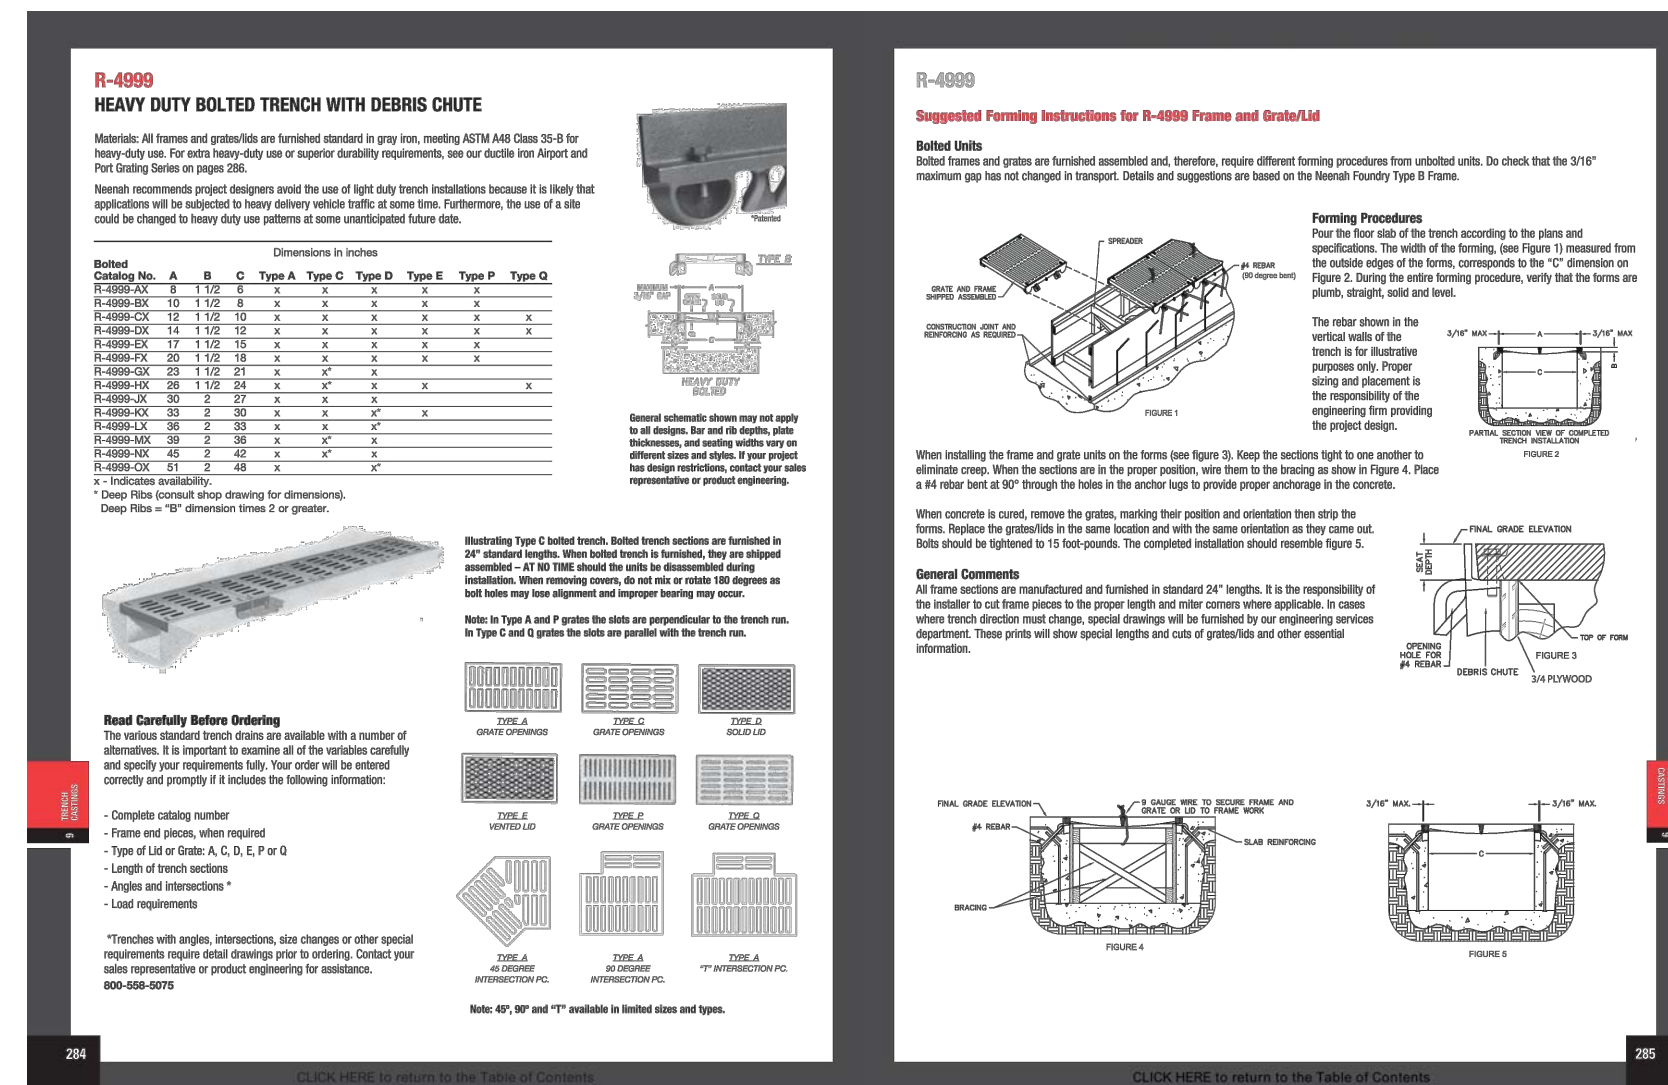 R-4999
HEAVY DUTY BOLTED TRENCH WITH DEBRIS CHUTE
Materials: All frames and grates/lids are furnished standard in gray iron, meeting ASTM A48 Class 35-B for
heavy-duty use. For extra heavy-duty use or superior durability requirements, see our ductile iron Airport and
Port Grating Series on pages 286.
Neenah recommends project designers avoid the use of light duty trench installations because it is likely that
applications will be subjected to heavy delivery vehicle traffic at some time. Furthermore, the use of a site
could be changed to heavy duty use patterns at some unanticipated future date.
*Patented
Dimensions in inches
Bolted
Catalog No. A B C Type A Type C Type D Type E Type P Type Q
R-4999-AX 8 1 1/2 6 x x x x x
R-4999-BX 10 1 1/2 8 x x x x x
R-4999-CX 12 1 1/2 10 x x x x x x
R-4999-DX 14 1 1/2 12 x x x x x x
R-4999-EX 17 1 1/2 15 x x x x x
R-4999-FX 20 1 1/2 18 x x x x x
R-4999-GX 23 1 1/2 21 x x* x
R-4999-HX 26 1 1/2 24 x x* x x x
R-4999-JX 30 2 27 x x x
R-4999-KX 33 2 30 x x x* x
R-4999-LX 36 2 33 x x x*
R-4999-MX 39 2 36 x x* x
R-4999-NX 45 2 42 x x* x
R-4999-OX 51 2 48 x x*
x - Indicates availability.
* Deep Ribs (consult shop drawing for dimensions).
Deep Ribs = “B” dimension times 2 or greater.
TYPE B
MAXIMUM
3/16" GAP
A
C
HEAVY DUTY
BOLTED
General schematic shown may not apply
to all designs. Bar and rib depths, plate
thicknesses, and seating widths vary on
different sizes and styles. If your project
has design restrictions, contact your sales
representative or product engineering.
Illustrating Type C bolted trench. Bolted trench sections are furnished in
24” standard lengths. When bolted trench is furnished, they are shipped
assembled – AT NO TIME should the units be disassembled during
installation. When removing covers, do not mix or rotate 180 degrees as
bolt holes may lose alignment and improper bearing may occur.
Note: In Type A and P grates the slots are perpendicular to the trench run.
In Type C and Q grates the slots are parallel with the trench run.
TYPE A
GRATE OPENINGS
TYPE C
GRATE OPENINGS
TYPE D
SOLID LID
TYPE E
VENTED LID
TYPE P
GRATE OPENINGS
TYPE Q
GRATE OPENINGS
TYPE A
45 DEGREE
INTERSECTION PC.
TYPE A
90 DEGREE
INTERSECTION PC.
TYPE A
“T” INTERSECTION PC.
Note: 45º, 90º and “T” available in limited sizes and types.
Read Carefully Before Ordering
The various standard trench drains are available with a number of
alternatives. It is important to examine all of the variables carefully
and specify your requirements fully. Your order will be entered
correctly and promptly if it includes the following information:
- Complete catalog number
- Frame end pieces, when required
- Type of Lid or Grate: A, C, D, E, P or Q
- Length of trench sections
- Angles and intersections *
- Load requirements
*Trenches with angles, intersections, size changes or other special
requirements require detail drawings prior to ordering. Contact your
sales representative or product engineering for assistance.
800-558-5075
TRENCH
CASTINGS
9
284
CLICK HERE to return to the Table of Contents
R-4999
Suggested Forming Instructions for R-4999 Frame and Grate/Lid
Bolted Units
Bolted frames and grates are furnished assembled and, therefore, require different forming procedures from unbolted units. Do check that the 3/16”
maximum gap has not changed in transport. Details and suggestions are based on the Neenah Foundry Type B Frame.
SPREADER
#4 REBAR
(90 degree bent)
GRATE AND FRAME
SHIPPED ASSEMBLED
CONSTRUCTION JOINT AND
REINFORCING AS REQUIRED
FIGURE 1
Forming Procedures
Pour the floor slab of the trench according to the plans and
specifications. The width of the forming, (see Figure 1) measured from
the outside edges of the forms, corresponds to the “C” dimension on
Figure 2. During the entire forming procedure, verify that the forms are
plumb, straight, solid and level.
The rebar shown in the
vertical walls of the
trench is for illustrative
purposes only. Proper
sizing and placement is
the responsibility of the
engineering firm providing
the project design.
3/16" MAX
A
3/16" MAX
B
C
PARTIAL SECTION VIEW OF COMPLETED
TRENCH INSTALLATION
FIGURE 2
When installing the frame and grate units on the forms (see figure 3). Keep the sections tight to one another to
eliminate creep. When the sections are in the proper position, wire them to the bracing as show in Figure 4. Place
a #4 rebar bent at 90° through the holes in the anchor lugs to provide proper anchorage in the concrete.
When concrete is cured, remove the grates, marking their position and orientation then strip the
forms. Replace the grates/lids in the same location and with the same orientation as they came out.
Bolts should be tightened to 15 foot-pounds. The completed installation should resemble figure 5.
General Comments
All frame sections are manufactured and furnished in standard 24” lengths. It is the responsibility of
the installer to cut frame pieces to the proper length and miter corners where applicable. In cases
where trench direction must change, special drawings will be furnished by our engineering services
department. These prints will show special lengths and cuts of grates/lids and other essential
information.
FINAL GRADE ELEVATION
SEAT
DEPTH
TOP OF FORM
OPENING
HOLE FOR
#4 REBAR
DEBRIS CHUTE
FIGURE 3
3/4 PLYWOOD
FINAL GRADE ELEVATION
9 GAUGE WIRE TO SECURE FRAME AND
GRATE OR LID TO FRAME WORK
#4 REBAR
SLAB REINFORCING
BRACING
FIGURE 4
3/16" MAX.
3/16" MAX.
C
FIGURE 5
CASTINGS
285
CLICK HERE to return to the Table of Contents